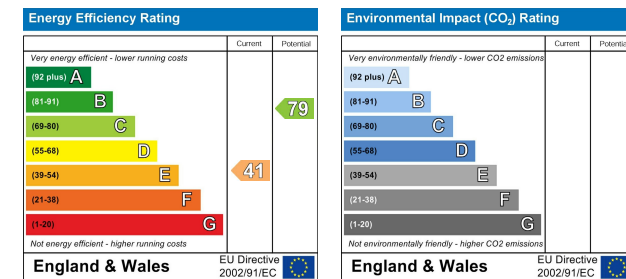 Energy Efficiency Rating
Current Potential
Very energy efficient - lower running costs
(92 plus) A
(81-91) B
79
(69-80) C
(55-68) D
(39-54) E
41
(21-38) F
(1-20) G
Not energy efficient - higher running costs
England & Wales
EU Directive
2002/91/EC
Environmental Impact (CO₂) Rating
Current Potential
Very environmentally friendly - lower CO2 emissions
(92 plus) A
(81-91) B
(69-80) C
(55-68) D
(39-54) E
(21-38) F
(1-20) G
Not environmentally friendly - higher CO2 emissions
England & Wales
EU Directive
2002/91/EC